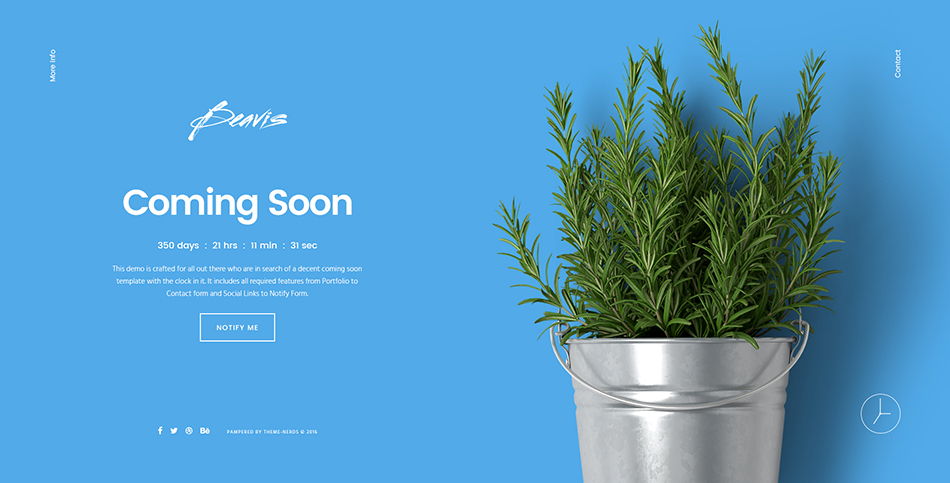 More Info
Contact
Beavis
Coming Soon
350 days : 21 hrs : 11 min : 31 sec
This demo is crafted for all out there who are in search of a decent coming soon
template with the clock in it. It includes all required features from Portfolio to
Contact form and Social Links to Notify Form.
NOTIFY ME
PAMPERED BY THEME-NERDS © 2016